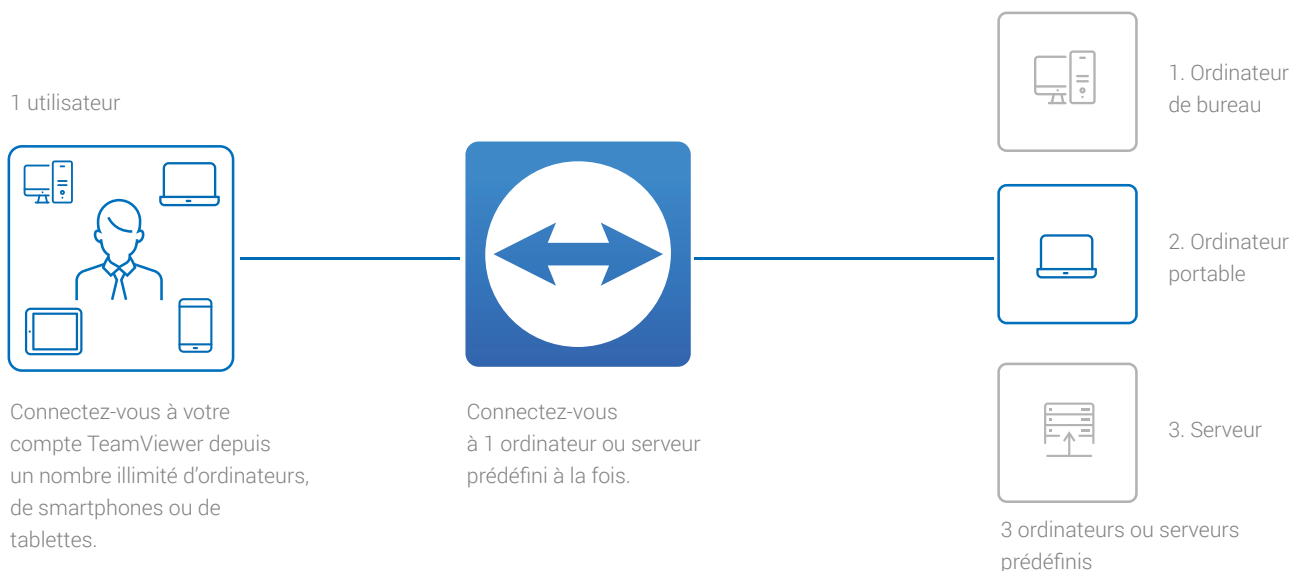 1 utilisateur
Connectez-vous à votre
compte TeamViewer depuis
un nombre illimité d’ordinateurs,
de smartphones ou de
tablettes.
Connectez-vous
à 1 ordinateur ou serveur
prédéfini à la fois.
1. Ordinateur
de bureau
2. Ordinateur
portable
3. Serveur
3 ordinateurs ou serveurs
prédéfinis